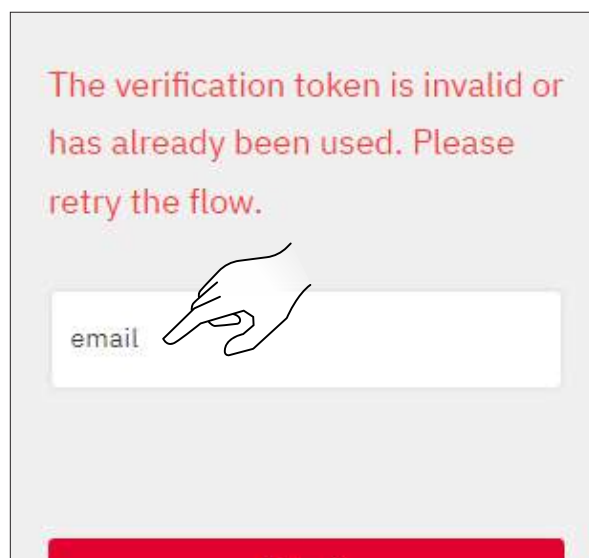 The verification token is invalid or
has already been used. Please
retry the flow.
email